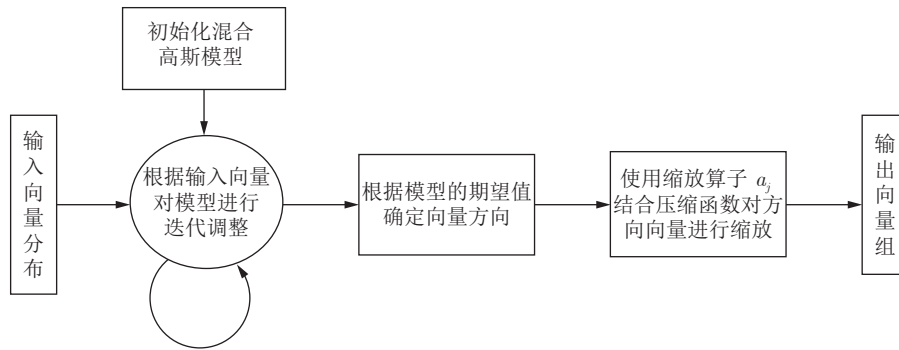 初始化混合
高斯模型
输入向量分布
根据输入向量
对模型进行
迭代调整
根据模型的期望值
确定向量方向
使用缩放算子 a_j
结合压缩函数对方
向向量进行缩放
输出向量组